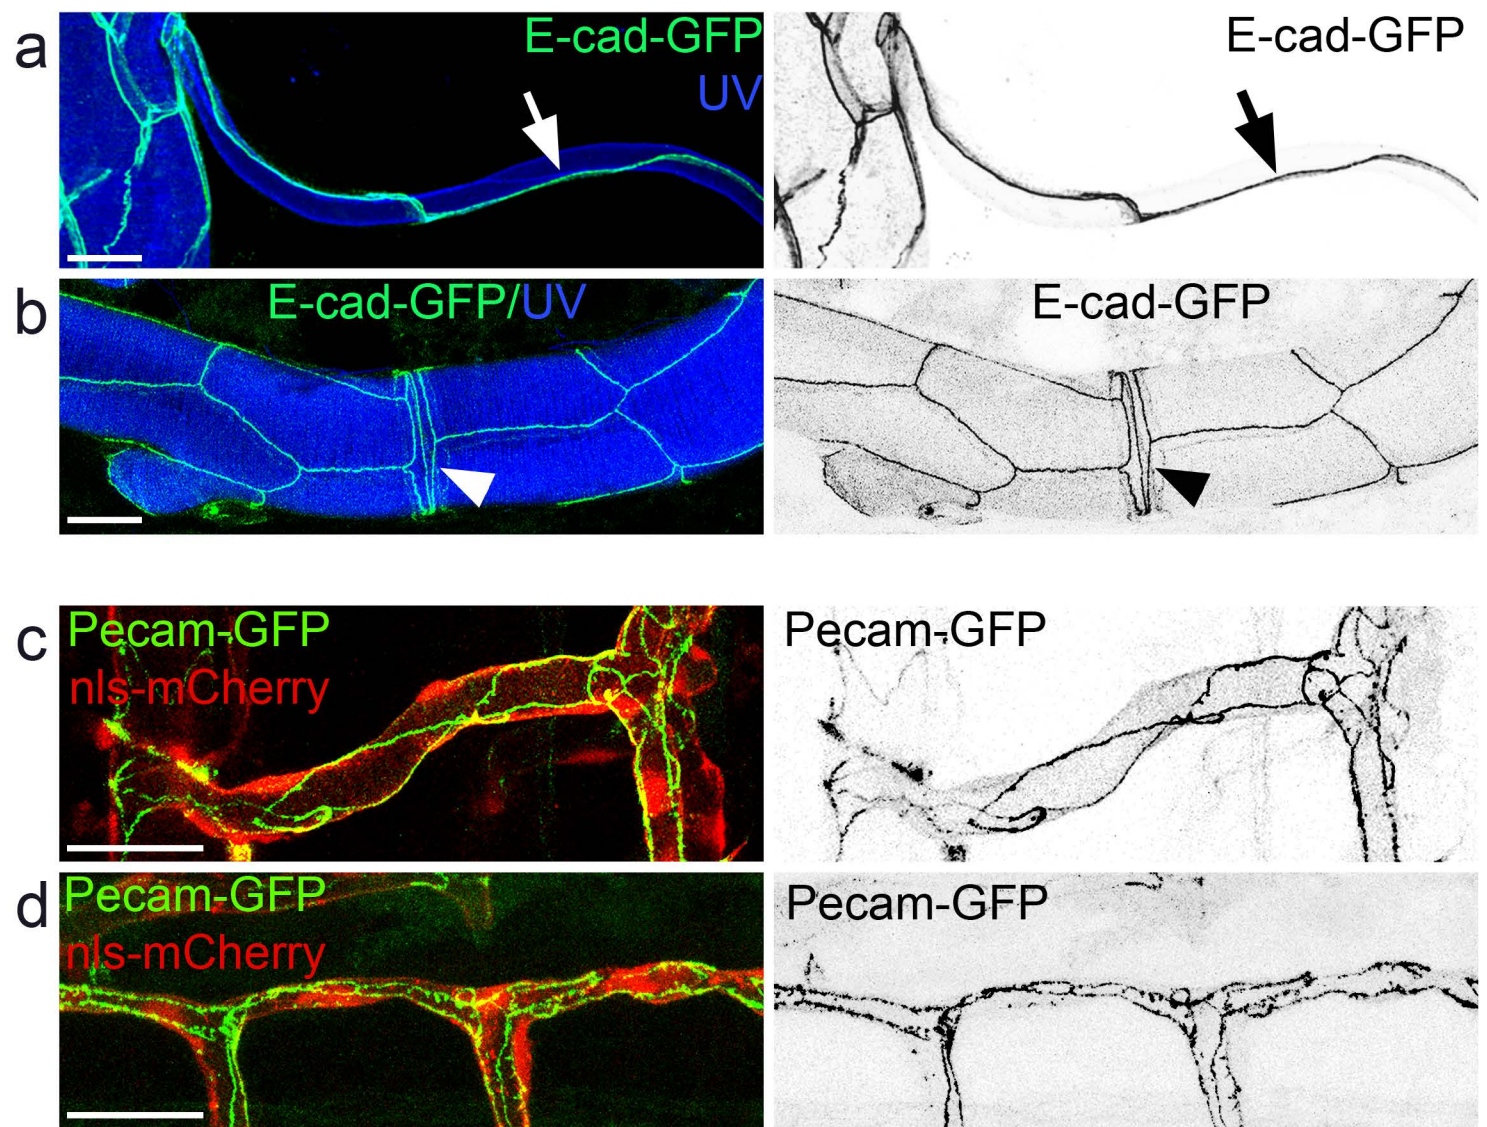 a
E-cad-GFP
UV
E-cad-GFP
b
E-cad-GFP/UV
E-cad-GFP
c
Pecam-GFP
nls-mCherry
Pecam-GFP
d
Pecam-GFP
nls-mCherry
Pecam-GFP